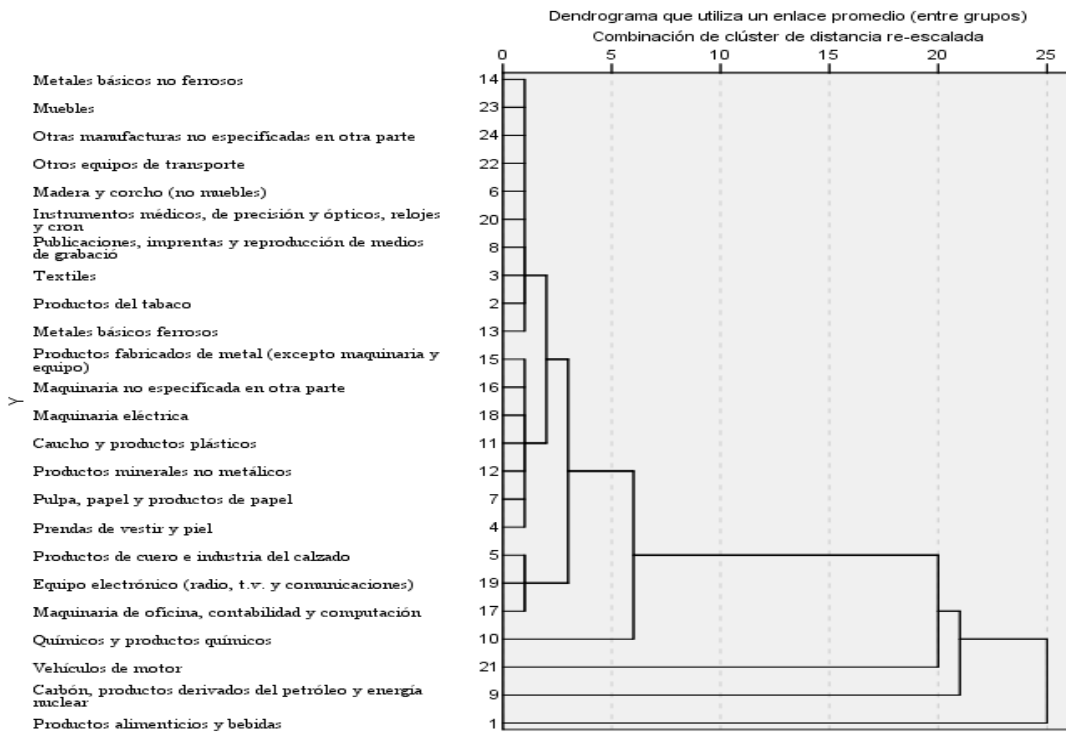 Dendrograma que utiliza un enlace promedio (entre grupos)
Combinación de clúster de distancia re-escalada
0 5 10 15 20 25
Metales básicos no ferrosos 14
Muebles 23
Otras manufacturas no especificadas en otra parte 24
Otros equipos de transporte 22
Madera y corcho (no muebles) 6
Instrumentos médicos, de precisión y ópticos, relojes
y cron 20
Publicaciones, imprentas y reproducción de medios
de grabació 8
Textiles 3
Productos del tabaco 2
Metales básicos ferrosos 13
Productos fabricados de metal (excepto maquinaria y
equipo) 15
Maquinaria no especificada en otra parte 16
Y
Maquinaria eléctrica 18
Caucho y productos plásticos 11
Productos minerales no metálicos 12
Pulpa, papel y productos de papel 7
Prendas de vestir y piel 4
Productos de cuero e industria del calzado 5
Equipo electrónico (radio, t.v. y comunicaciones) 19
Maquinaria de oficina, contabilidad y computación 17
Químicos y productos químicos 10
Vehículos de motor 21
Carbón, productos derivados del petróleo y energía
nuclear 9
Productos alimenticios y bebidas 1